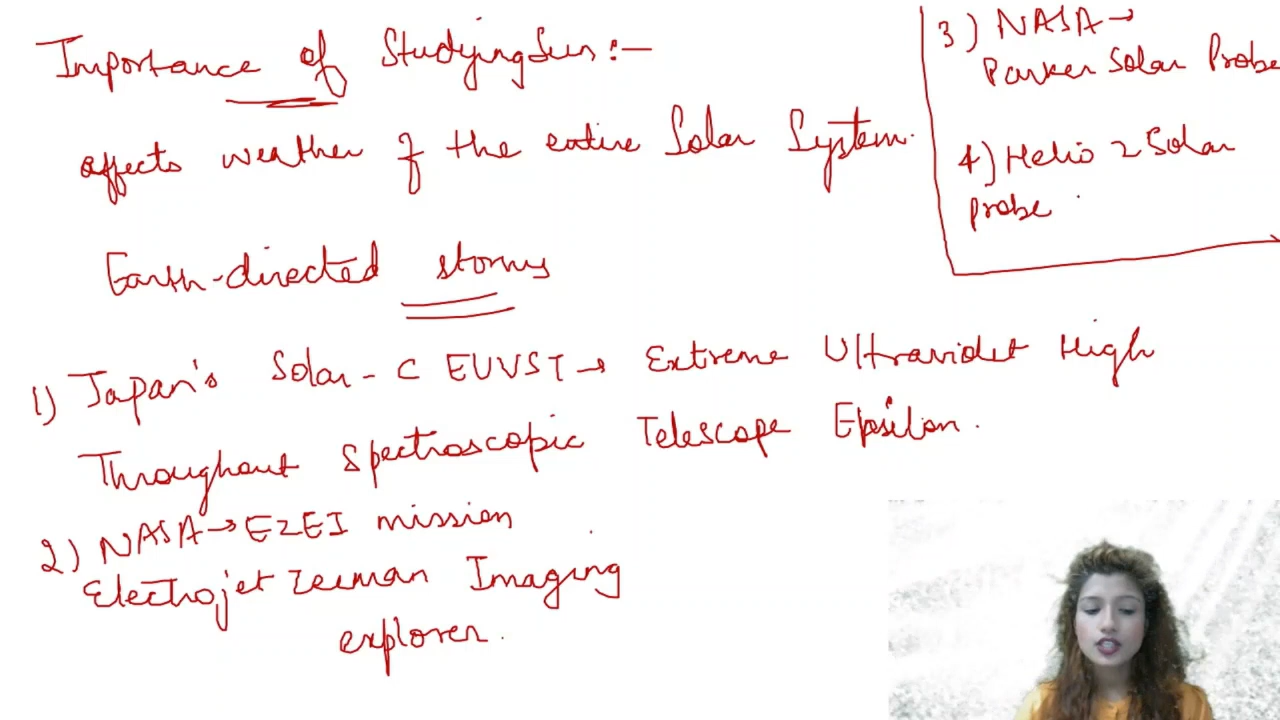 Importance of Studying Sun :-
affects weather of the entire Solar System.
Earth-directed storms
1) Japan's Solar - C EUVST → Extreme Ultraviolet High
Throughout Spectroscopic Telescope Epsilon.
2) NASA → EZEI mission
Electrojet Zeeman Imaging
explorer.
3) NASA →
Parker Solar Probe
4) Helio 2 Solar
probe